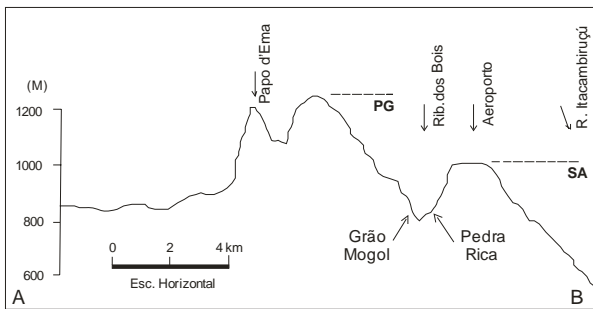 (M)
1200
1000
800
600
Papo d'Ema
PG
Rib.dos Bois
Aeroporto
R. Itacambiruçú
SA
Grão
Mogol
Pedra
Rica
0 2 4 km
Esc. Horizontal
A
B